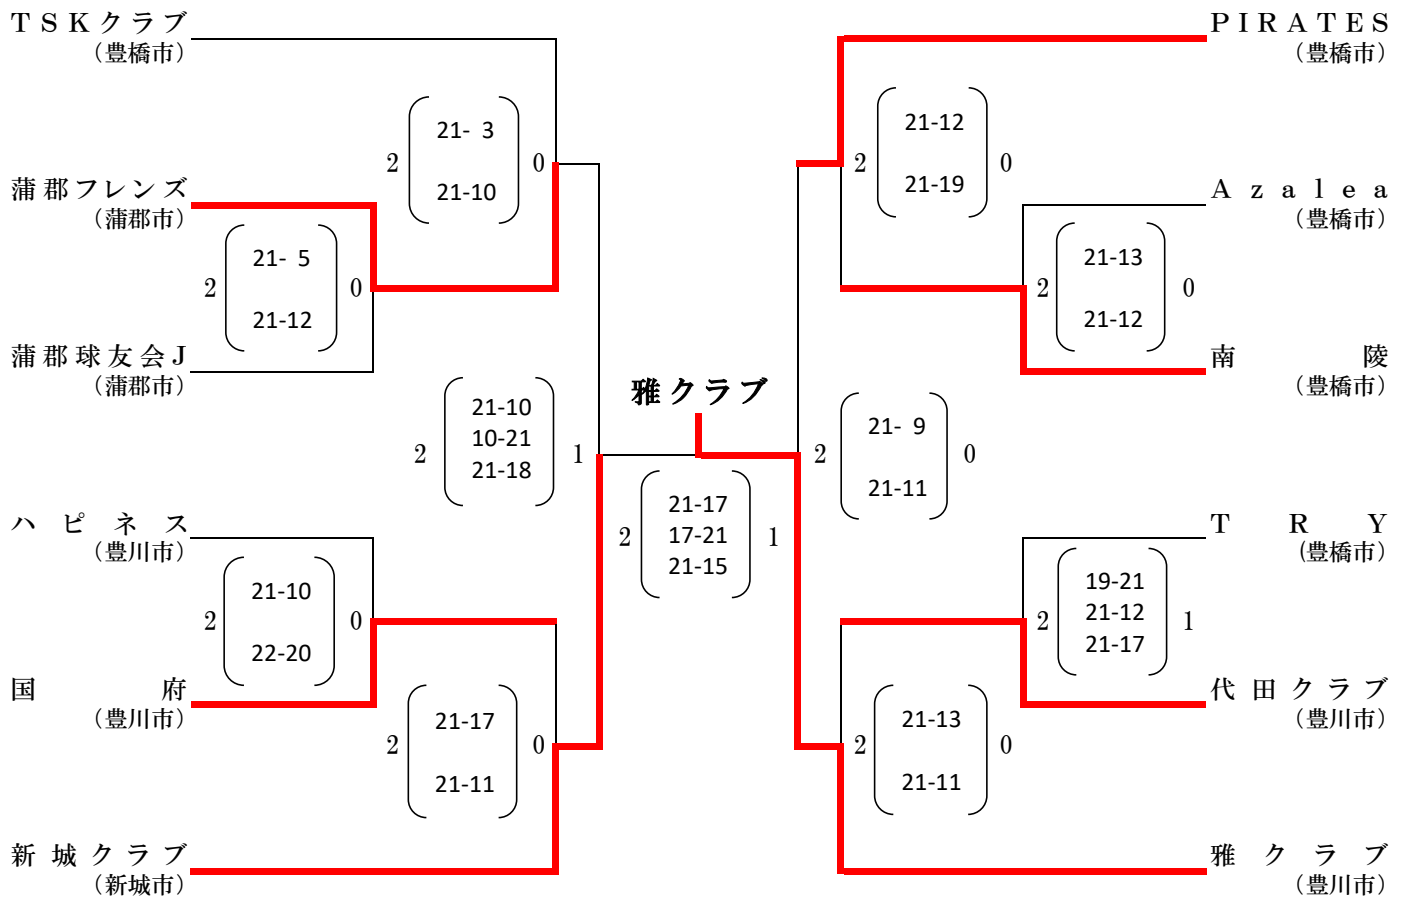 TSKクラブ
（豊橋市）
2
21- 3
21-10
0
蒲郡フレンズ
（蒲郡市）
2
21- 5
21-12
0
蒲郡球友会J
（蒲郡市）
2
21-10
10-21
21-18
1
ハピネス
（豊川市）
2
21-10
22-20
0
国府
（豊川市）
2
21-17
21-11
0
新城クラブ
（新城市）
雅クラブ
2
21-17
17-21
21-15
1
PIRATES
（豊橋市）
2
21-12
21-19
0
Azalea
（豊橋市）
2
21-13
21-12
0
南陵
（豊橋市）
2
21- 9
21-11
0
TRY
（豊橋市）
2
19-21
21-12
21-17
1
代田クラブ
（豊川市）
2
21-13
21-11
0
雅クラブ
（豊川市）